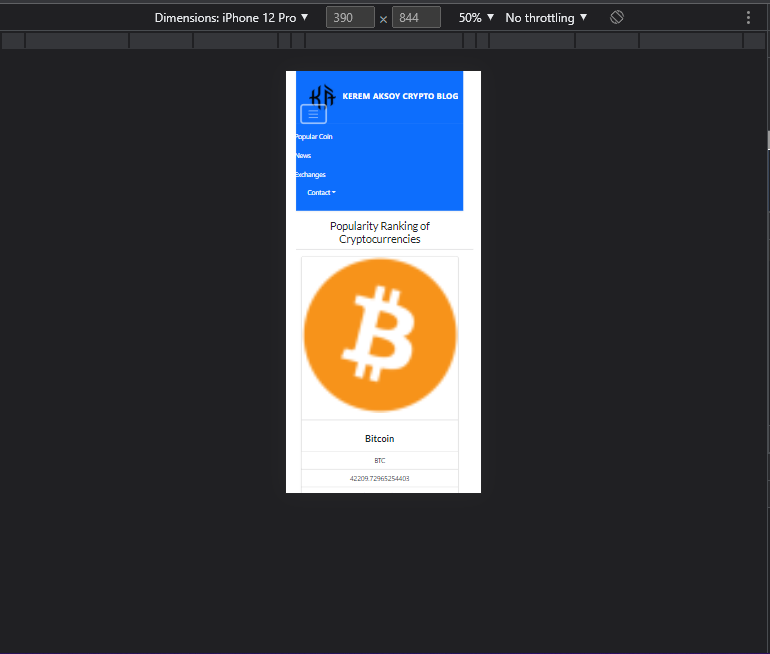 Dimensions: iPhone 12 Pro ▼ 390 × 844 50% ▼ No throttling ▼
KA KEREM AKSOY CRYPTO BLOG
Popular Coin
News
Exchanges
Contact
Popularity Ranking of
Cryptocurrencies
Bitcoin
BTC
42209.72965254403